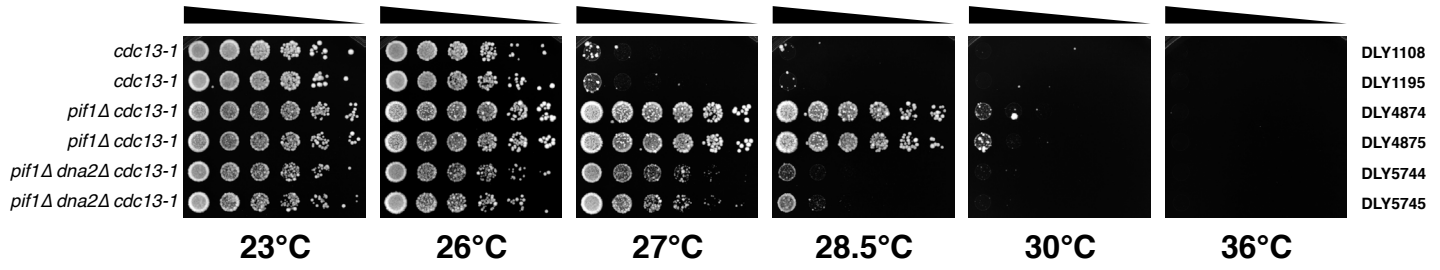 cdc13-1 DLY1108
cdc13-1 DLY1195
pif1Δ cdc13-1 DLY4874
pif1Δ cdc13-1 DLY4875
pif1Δ dna2Δ cdc13-1 DLY5744
pif1Δ dna2Δ cdc13-1 DLY5745
23°C 26°C 27°C 28.5°C 30°C 36°C